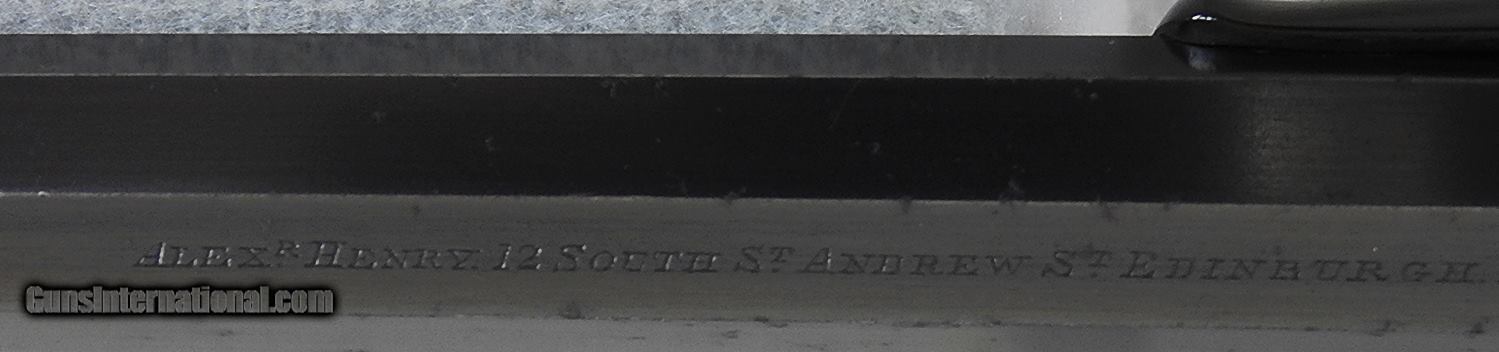 ALEXR HENRY. 12 SOUTH ST ANDREW ST EDINBURGH.
GunsInternational.com